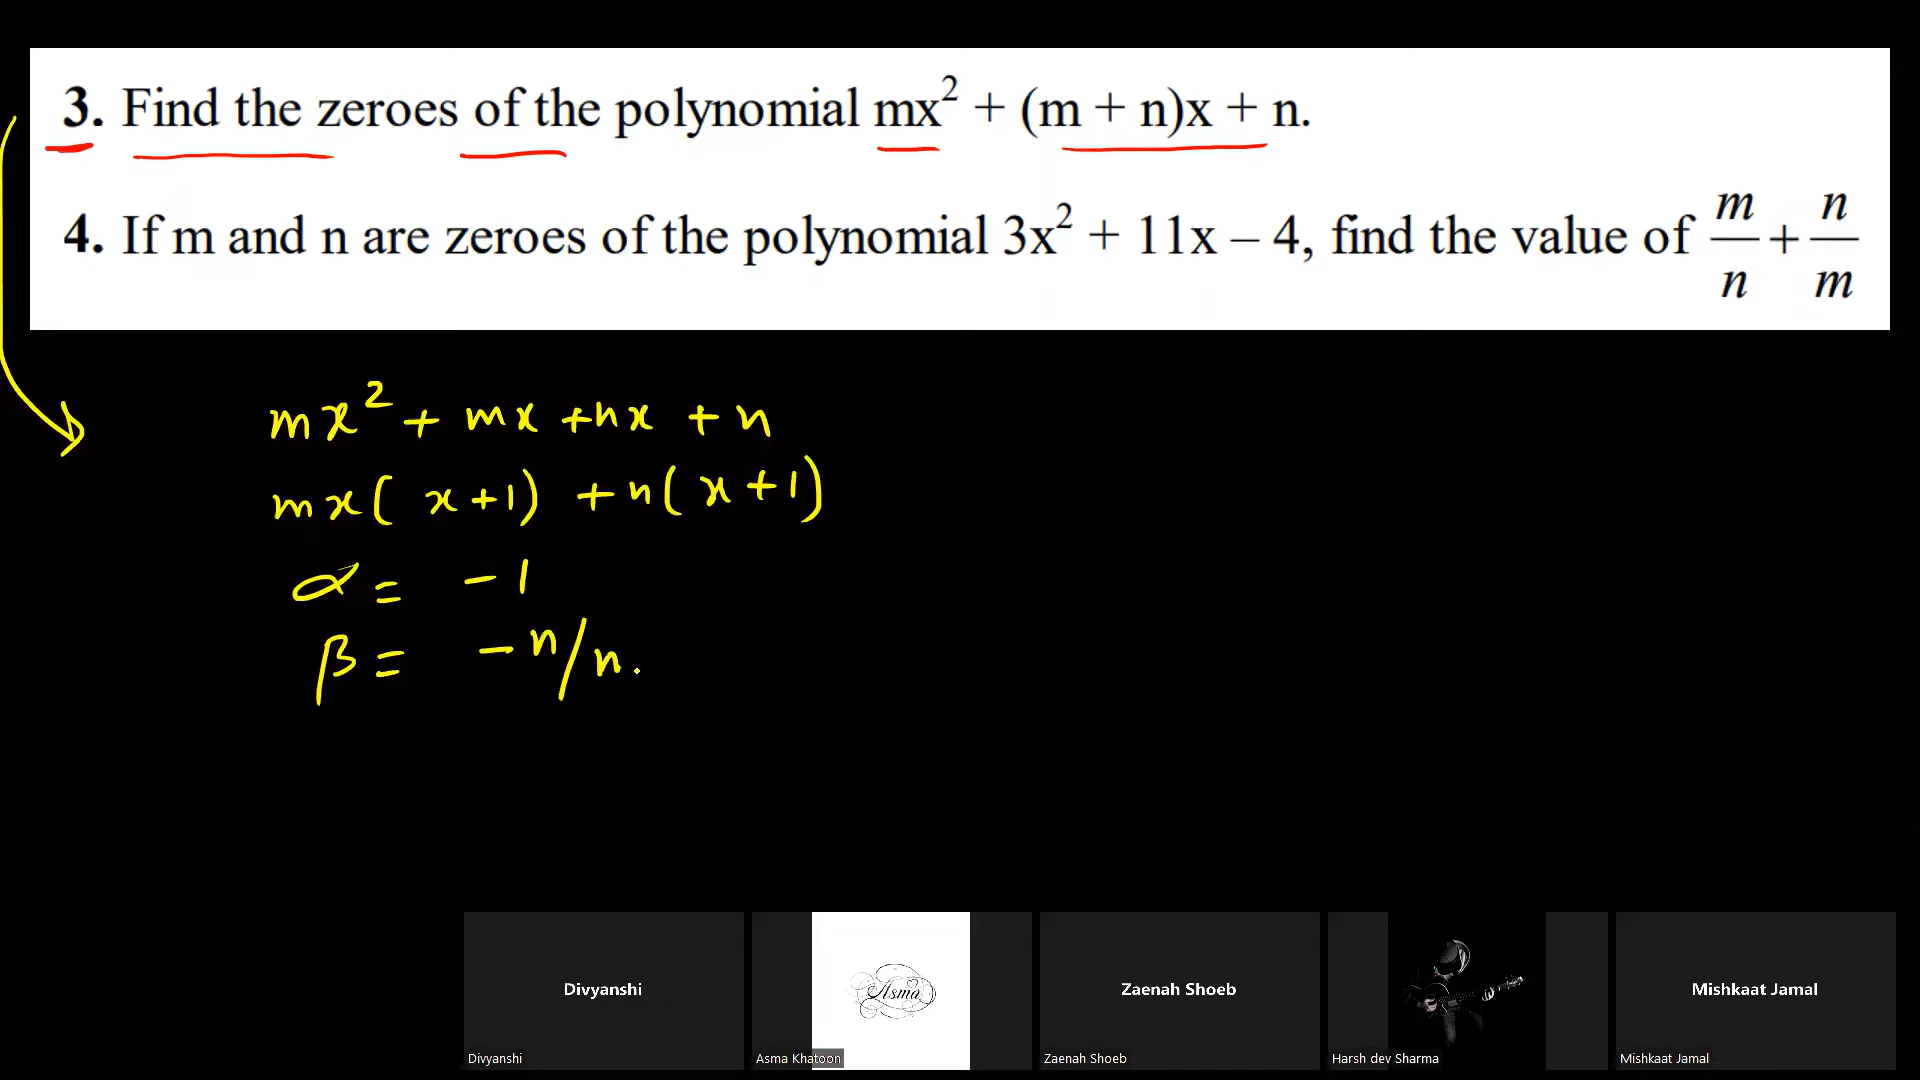 3. Find the zeroes of the polynomial mx² + (m + n)x + n.
4. If m and n are zeroes of the polynomial 3x² + 11x – 4, find the value of m/n + n/m
mx² + mx + nx + n
mx( x+1) + n( x+1)
α = -1
β = -n/n.
Divyanshi
Asma
Zaenah Shoeb
Mishkaat Jamal
Divyanshi
Asma Khatoon
Zaenah Shoeb
Harsh dev Sharma
Mishkaat Jamal